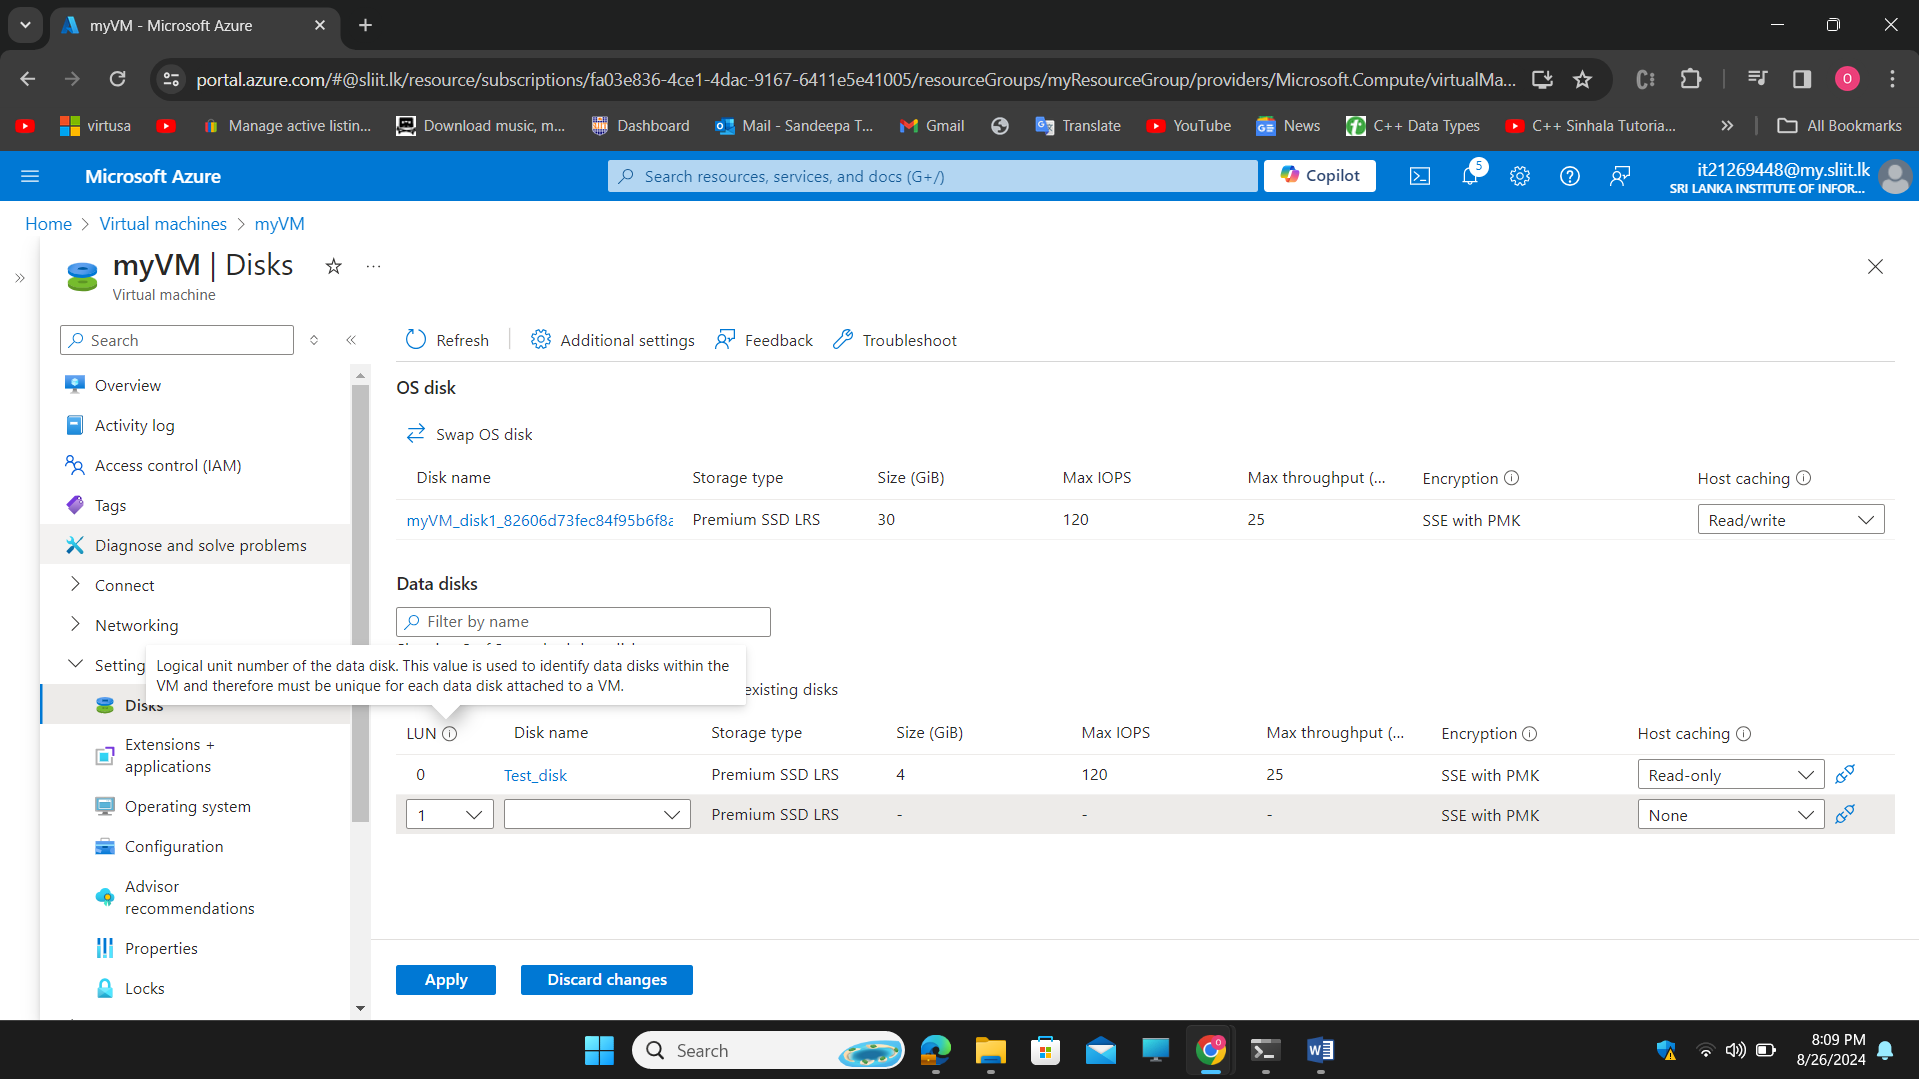 myVM - Microsoft Azure
portal.azure.com/#@sliit.lk/resource/subscriptions/fa03e836-4ce1-4dac-9167-6411e5e41005/resourceGroups/myResourceGroup/providers/Microsoft.Compute/virtualMa...
O
virtusa
Manage active listin...
Download music, m...
Dashboard
Mail - Sandeepa T...
Gmail
Translate
YouTube
News
C++ Data Types
C++ Sinhala Tutoria...
All Bookmarks
Microsoft Azure
Search resources, services, and docs (G+/)
Copilot
5
it21269448@my.sliit.lk
SRI LANKA INSTITUTE OF INFOR...
Home > Virtual machines > myVM
myVM | Disks
Virtual machine
Search
Overview
Activity log
Access control (IAM)
Tags
Diagnose and solve problems
Connect
Networking
Setting
Disks
Extensions +
applications
Operating system
Configuration
Advisor
recommendations
Properties
Locks
Refresh
Additional settings
Feedback
Troubleshoot
OS disk
Swap OS disk
Disk name Storage type Size (GiB) Max IOPS Max throughput (... Encryption Host caching
myVM_disk1_82606d73fec84f95b6f8a Premium SSD LRS 30 120 25 SSE with PMK Read/write
Data disks
Filter by name
Logical unit number of the data disk. This value is used to identify data disks within the
VM and therefore must be unique for each data disk attached to a VM.
existing disks
LUN Disk name Storage type Size (GiB) Max IOPS Max throughput (... Encryption Host caching
0 Test_disk Premium SSD LRS 4 120 25 SSE with PMK Read-only
1 Premium SSD LRS - - - SSE with PMK None
Apply
Discard changes
Search
8:09 PM
8/26/2024